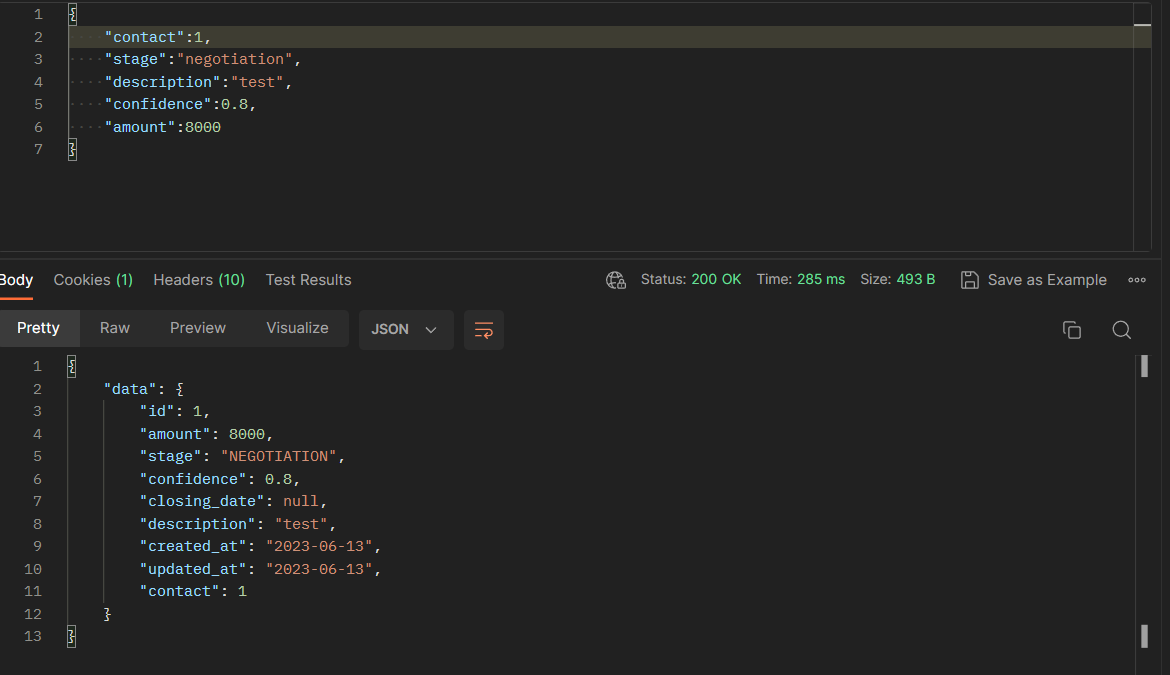 1 {
2 "contact":1,
3 "stage":"negotiation",
4 "description":"test",
5 "confidence":0.8,
6 "amount":8000
7 }
Body Cookies (1) Headers (10) Test Results Status: 200 OK Time: 285 ms Size: 493 B Save as Example
Pretty Raw Preview Visualize JSON
1 {
2 "data": {
3 "id": 1,
4 "amount": 8000,
5 "stage": "NEGOTIATION",
6 "confidence": 0.8,
7 "closing_date": null,
8 "description": "test",
9 "created_at": "2023-06-13",
10 "updated_at": "2023-06-13",
11 "contact": 1
12 }
13 }